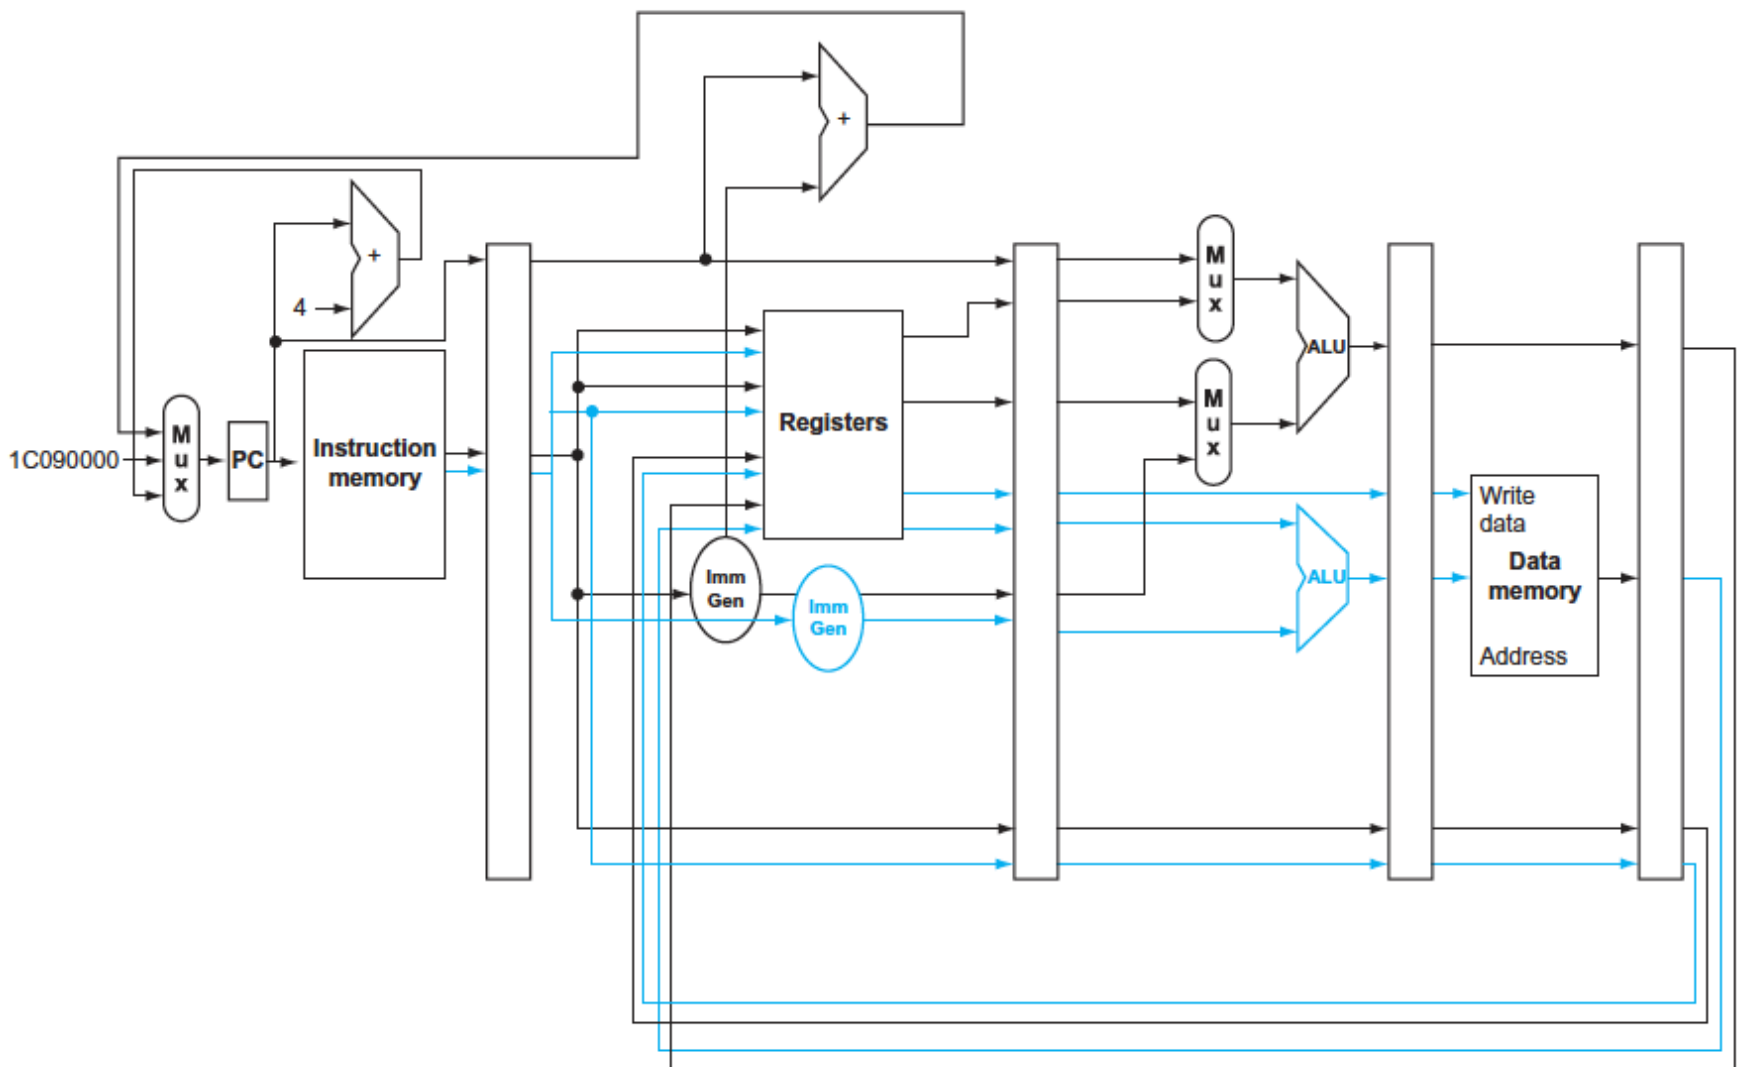 +
+
4
M
u
x
1C090000
PC
Instruction
memory
Registers
Imm
Gen
Imm
Gen
M
u
x
M
u
x
ALU
ALU
Write
data
Data
memory
Address